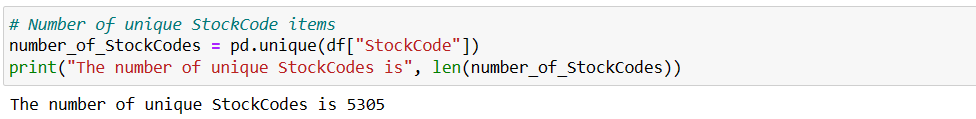 # Number of unique StockCode items
number_of_StockCodes = pd.unique(df["StockCode"])
print("The number of unique StockCodes is", len(number_of_StockCodes))
The number of unique StockCodes is 5305